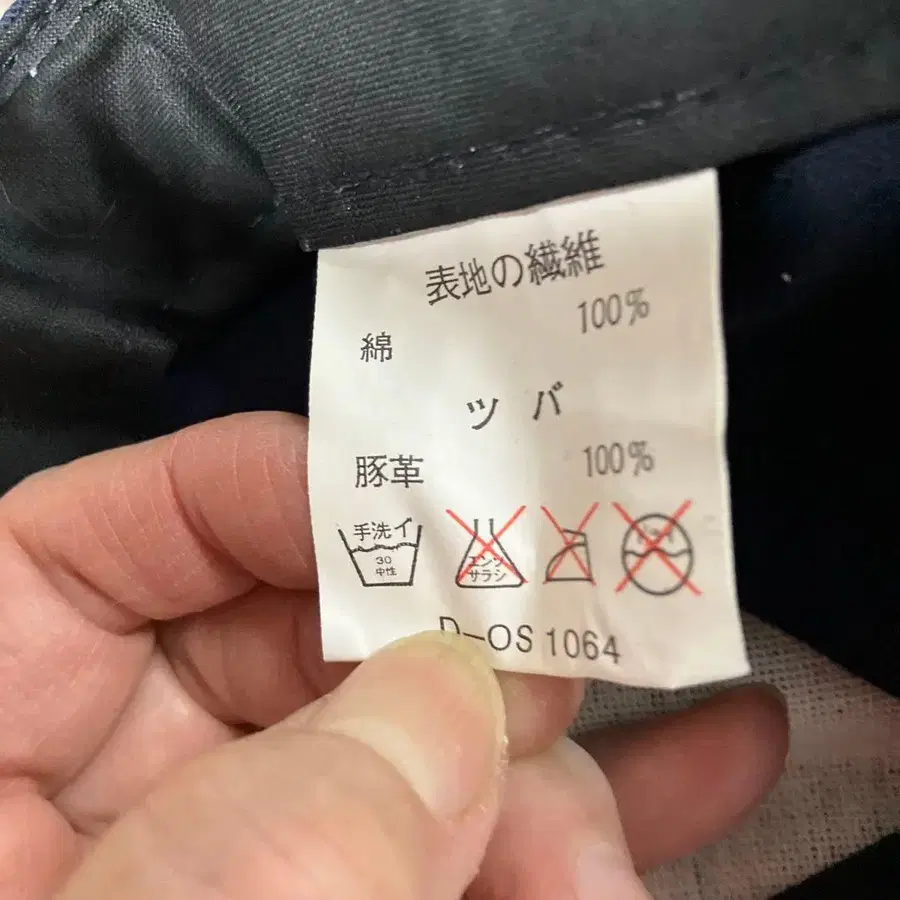 表地の繊維
綿 100%
ツバ
豚革 100%
手洗イ
30
中性
エンソ
サラシ
D-OS 1064